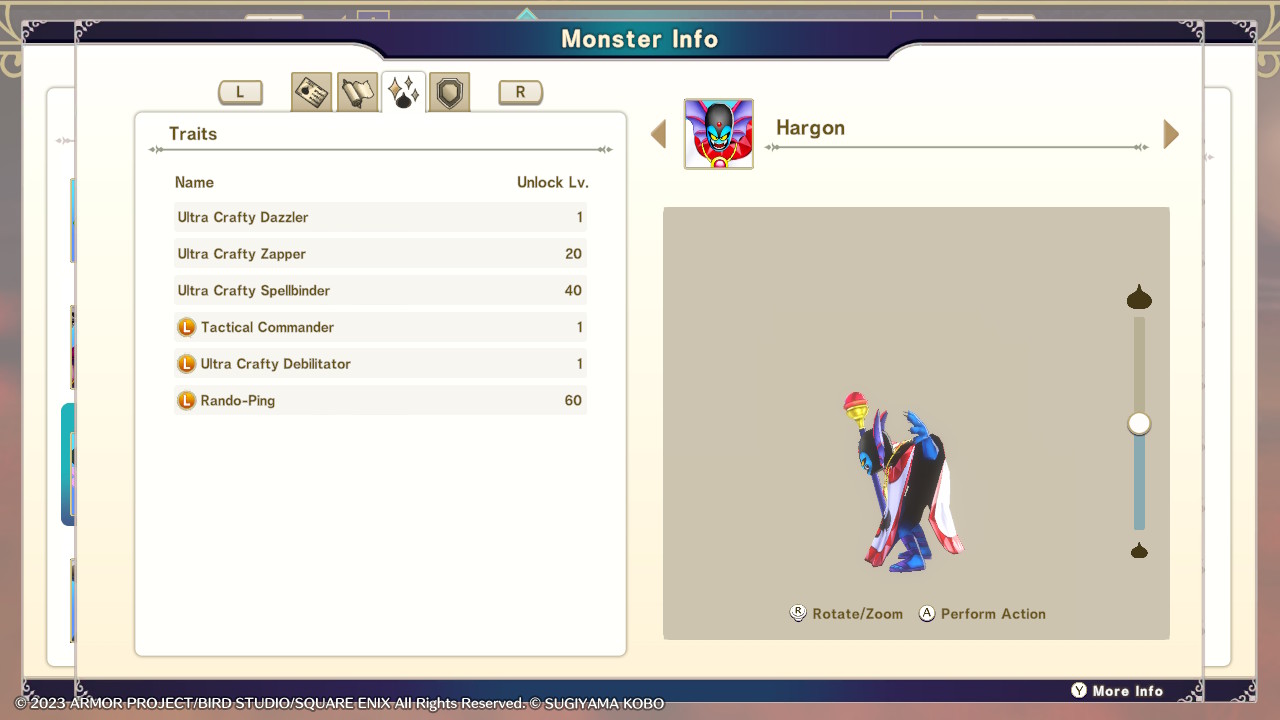 Monster Info
L
R
Traits
Name Unlock Lv.
Ultra Crafty Dazzler 1
Ultra Crafty Zapper 20
Ultra Crafty Spellbinder 40
L Tactical Commander 1
L Ultra Crafty Debilitator 1
L Rando-Ping 60
Hargon
R Rotate/Zoom A Perform Action
Y More Info
© 2023 ARMOR PROJECT/BIRD STUDIO/SQUARE ENIX All Rights Reserved. © SUGIYAMA KOBO